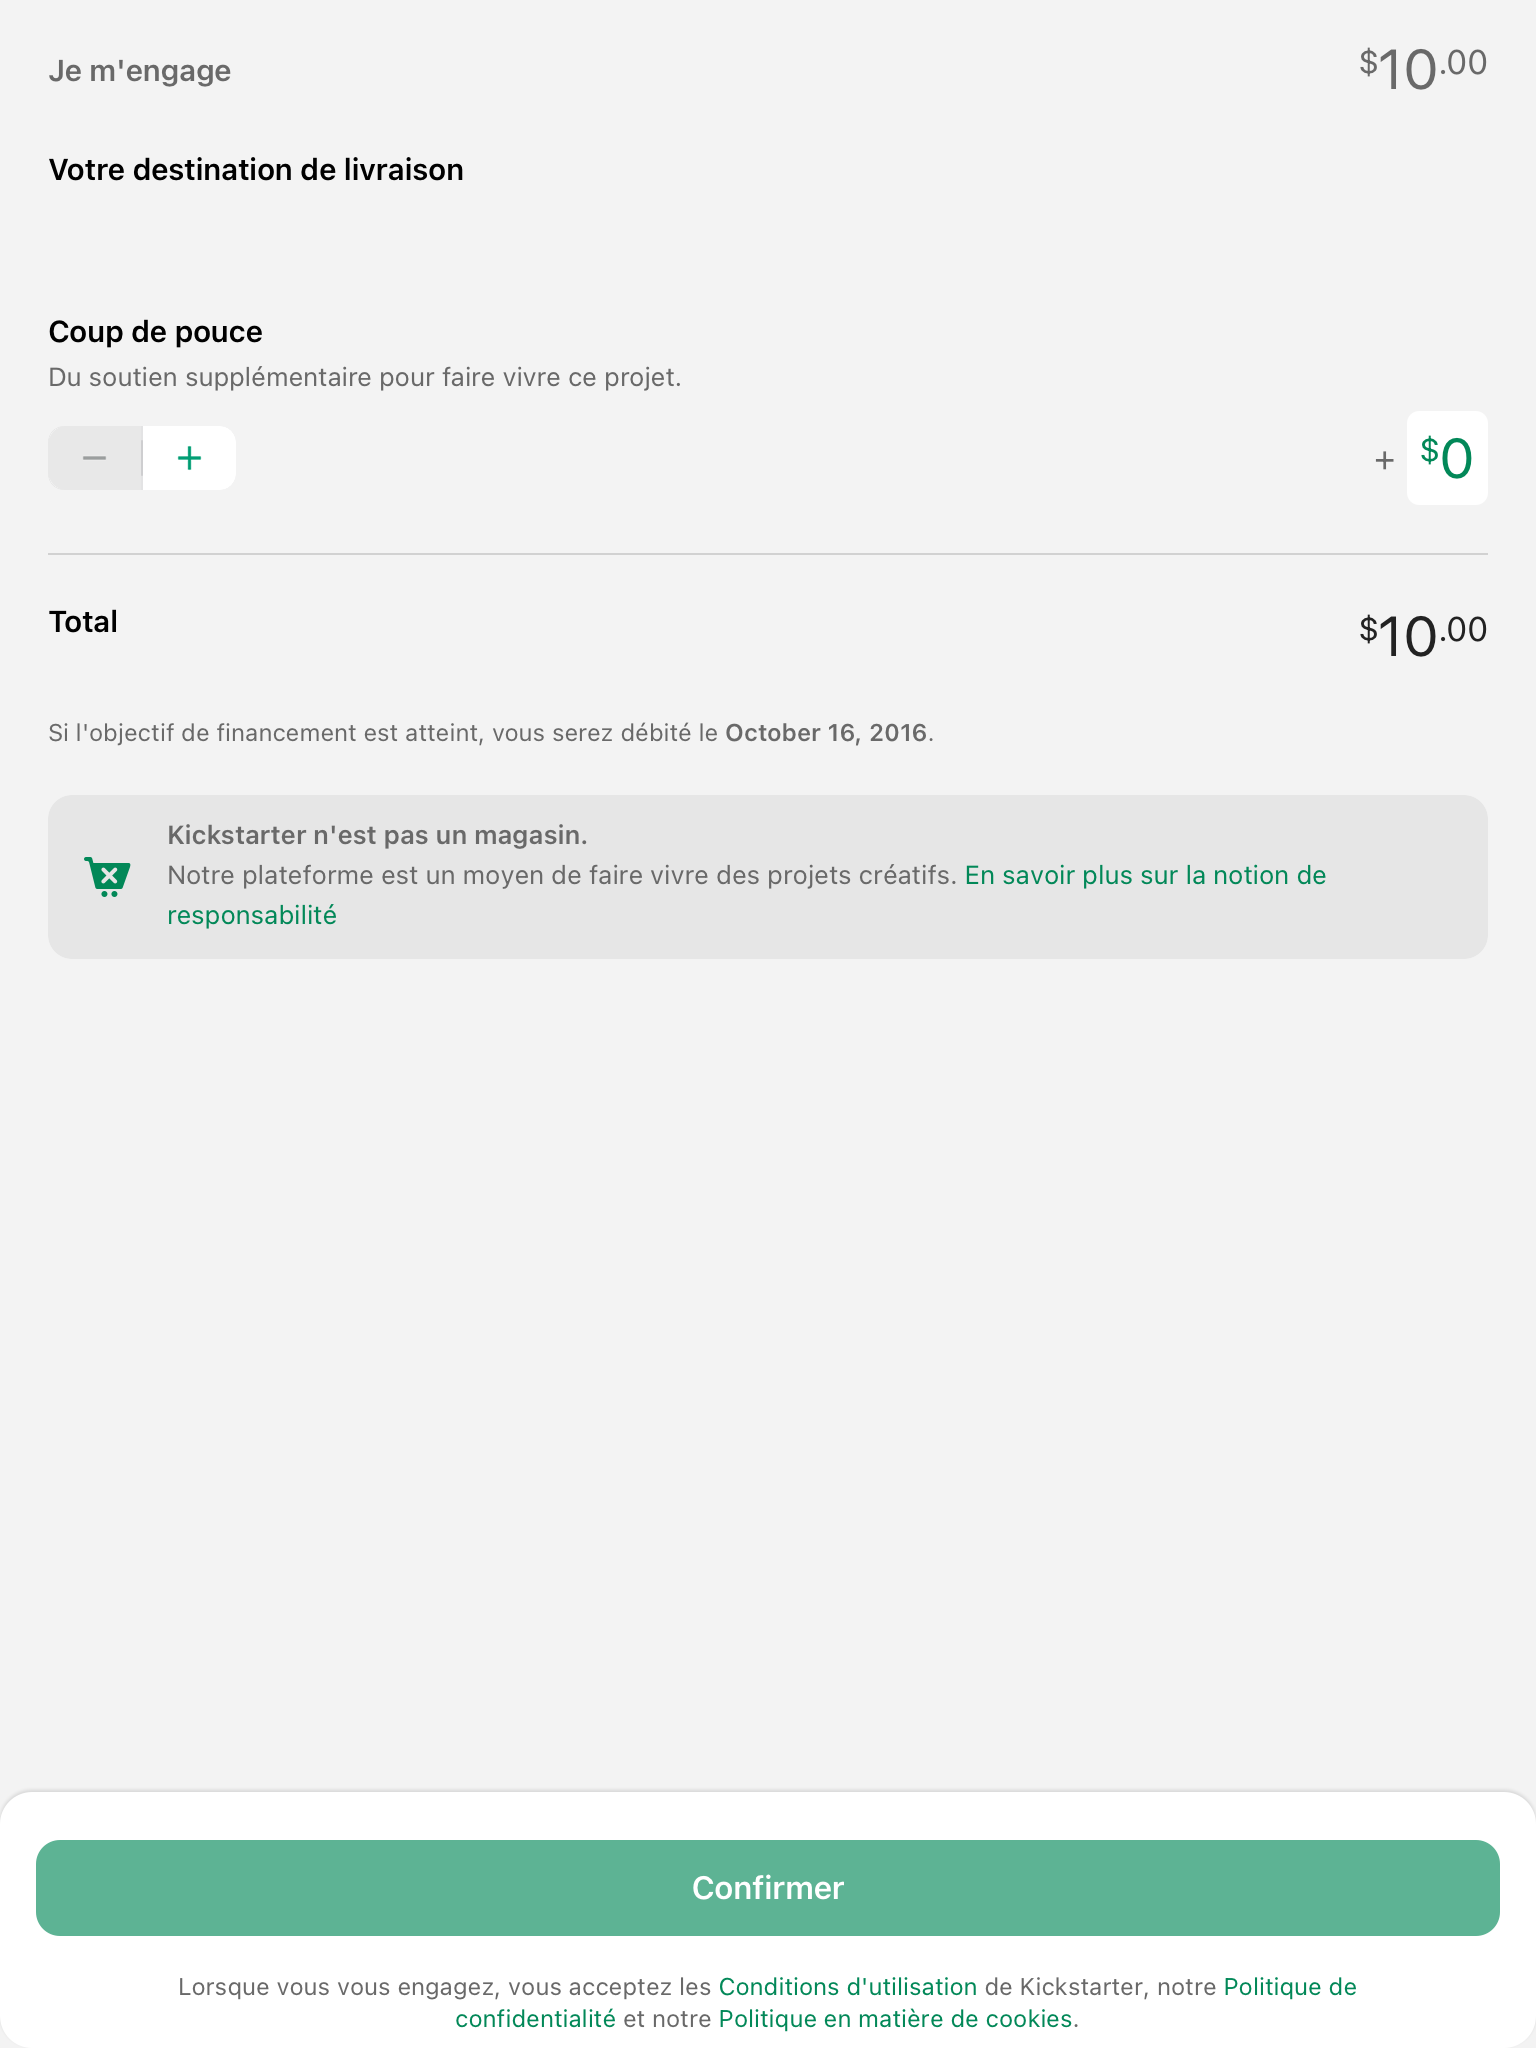 Je m'engage $10.00
Votre destination de livraison
Coup de pouce
Du soutien supplémentaire pour faire vivre ce projet.
− + + $0
Total $10.00
Si l'objectif de financement est atteint, vous serez débité le October 16, 2016.
Kickstarter n'est pas un magasin.
Notre plateforme est un moyen de faire vivre des projets créatifs. En savoir plus sur la notion de
responsabilité
Confirmer
Lorsque vous vous engagez, vous acceptez les Conditions d'utilisation de Kickstarter, notre Politique de
confidentialité et notre Politique en matière de cookies.